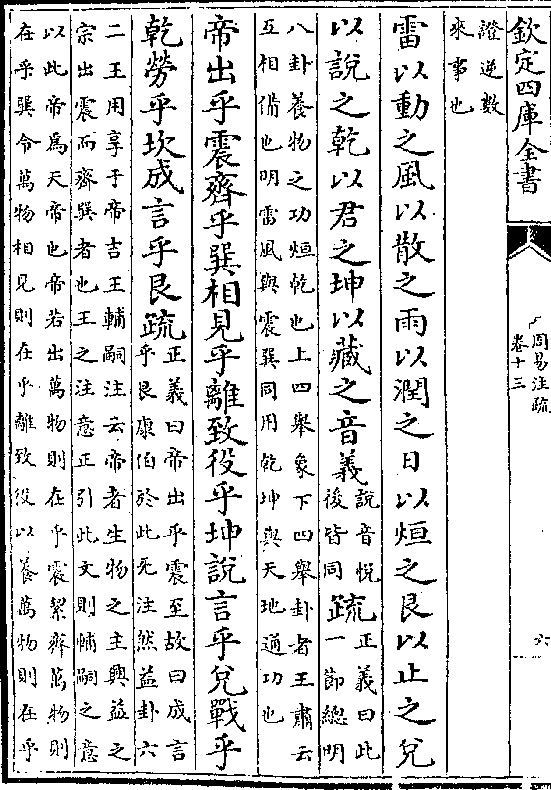 欽定四庫全書
周易注疏
卷十三
六
證逆數
來事也
雷以動之風以散之雨以潤之日以烜之艮以止之兌
以說之乾以君之坤以藏之音義
說音悅
後皆同
疏
正義曰此
一節總明
八卦養物之功烜乾也上四舉象下四舉卦者王肅云
互相備也明雷風與震巽同用乾坤與天地通功也
帝出乎震齊乎巽相見乎離致役乎坤說言乎兌戰乎
乾勞乎坎成言乎艮疏
正義曰帝出乎震至故曰成言
乎艮康伯於此无注然益卦六
二王用享于帝吉王輔嗣注云帝者生物之主興益之
宗出震而齊巽者也王之注意正引此文則輔嗣之意
以此帝為天帝也帝若出萬物則在乎震絜齊萬物則
在乎巽令萬物相見則在乎離致役以養萬物則在乎